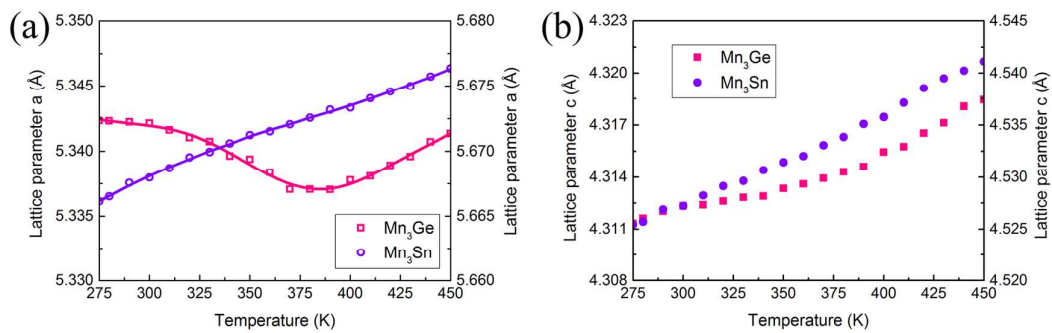 (a)
5.350
5.345
5.340
5.335
5.330
Lattice parameter a (Å)
5.680
5.675
5.670
5.665
5.660
Lattice parameter a (Å)
Mn₃Ge
Mn₃Sn
275 300 325 350 375 400 425 450
Temperature (K)
(b)
4.323
4.320
4.317
4.314
4.311
4.308
Lattice parameter c (Å)
4.545
4.540
4.535
4.530
4.525
4.520
Lattice parameter c (Å)
Mn₃Ge
Mn₃Sn
275 300 325 350 375 400 425 450
Temperature (K)